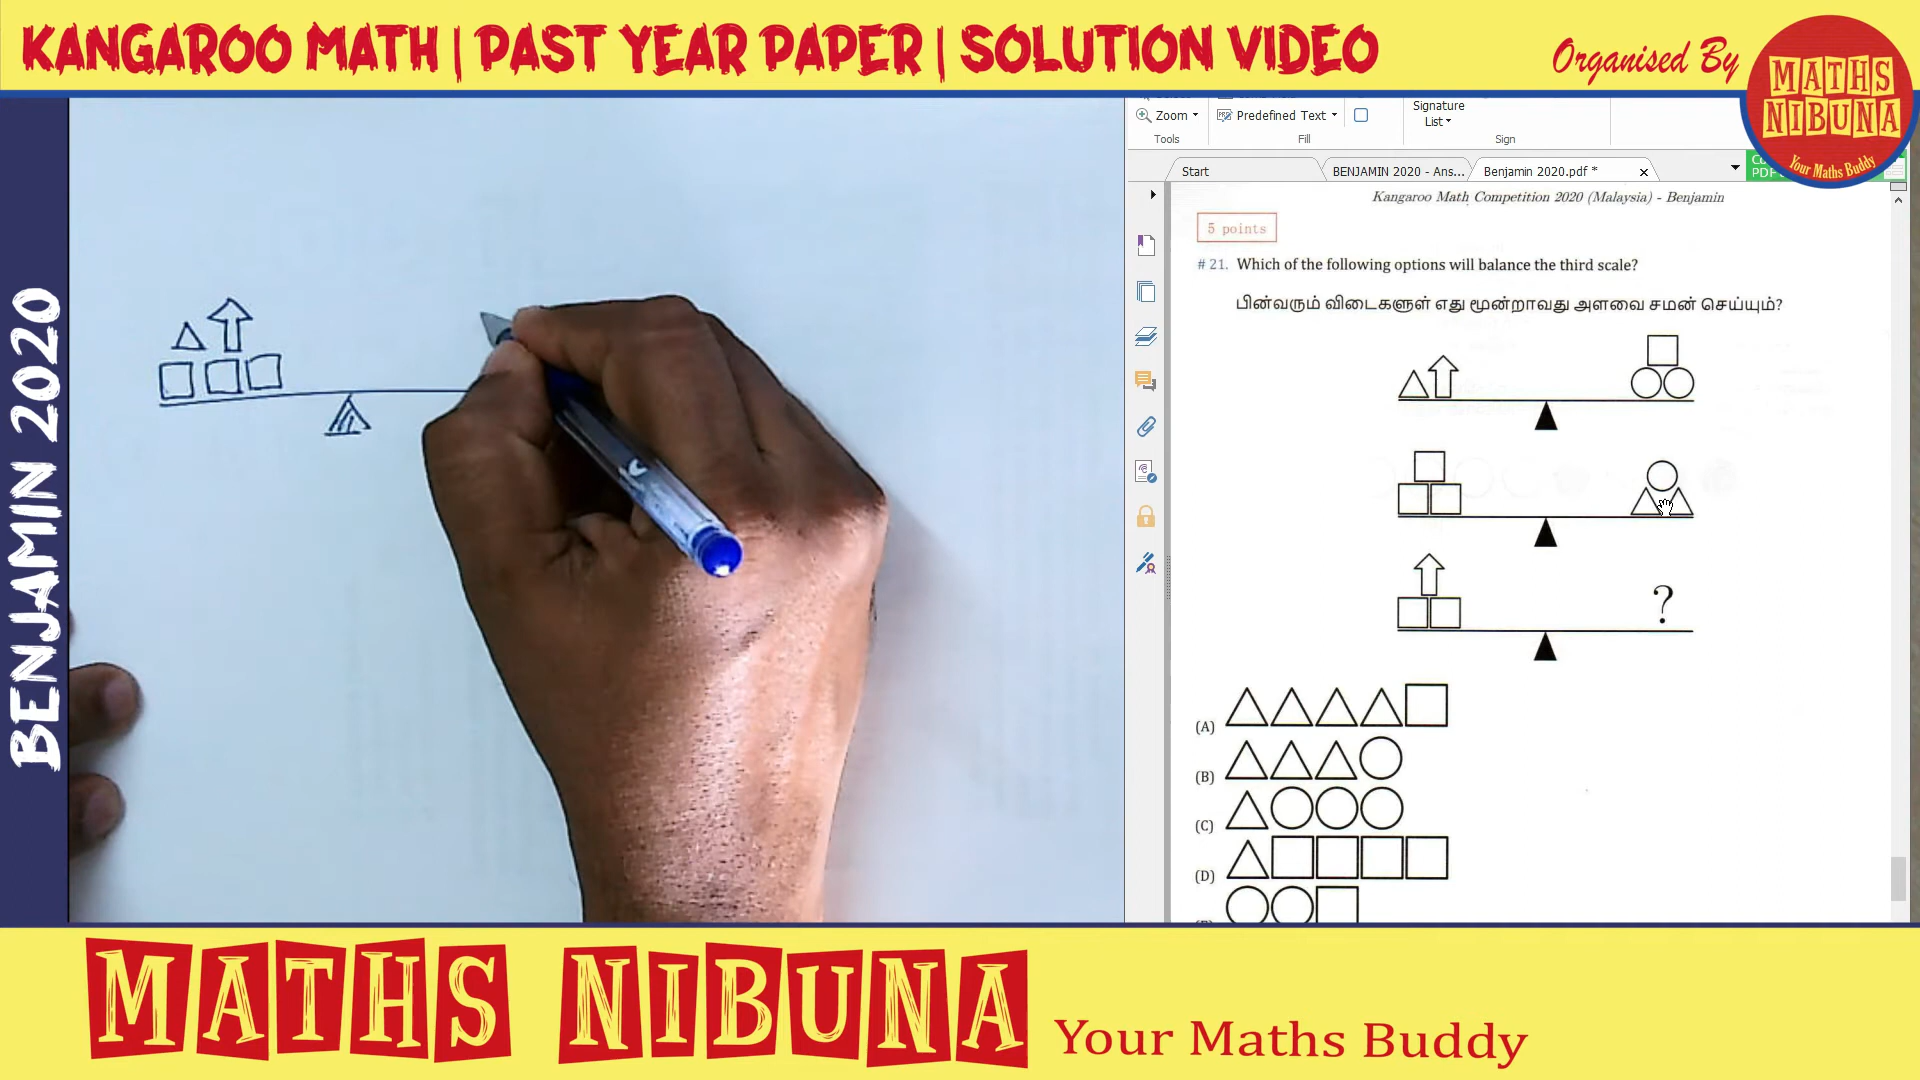 KANGAROO MATH | PAST YEAR PAPER | SOLUTION VIDEO
Organised By
MATHS
NIBUNA
Your Maths Buddy
BENJAMIN 2020
Zoom
Predefined Text
Signature
List
Tools
Fill
Sign
Start
BENJAMIN 2020 - Ans...
Benjamin 2020.pdf *
Kangaroo Math Competition 2020 (Malaysia) - Benjamin
5 points
# 21. Which of the following options will balance the third scale?
பின்வரும் விடைகளுள் எது மூன்றாவது அளவை சமன் செய்யும்?
?
(A)
(B)
(C)
(D)
MATHS NIBUNA
Your Maths Buddy